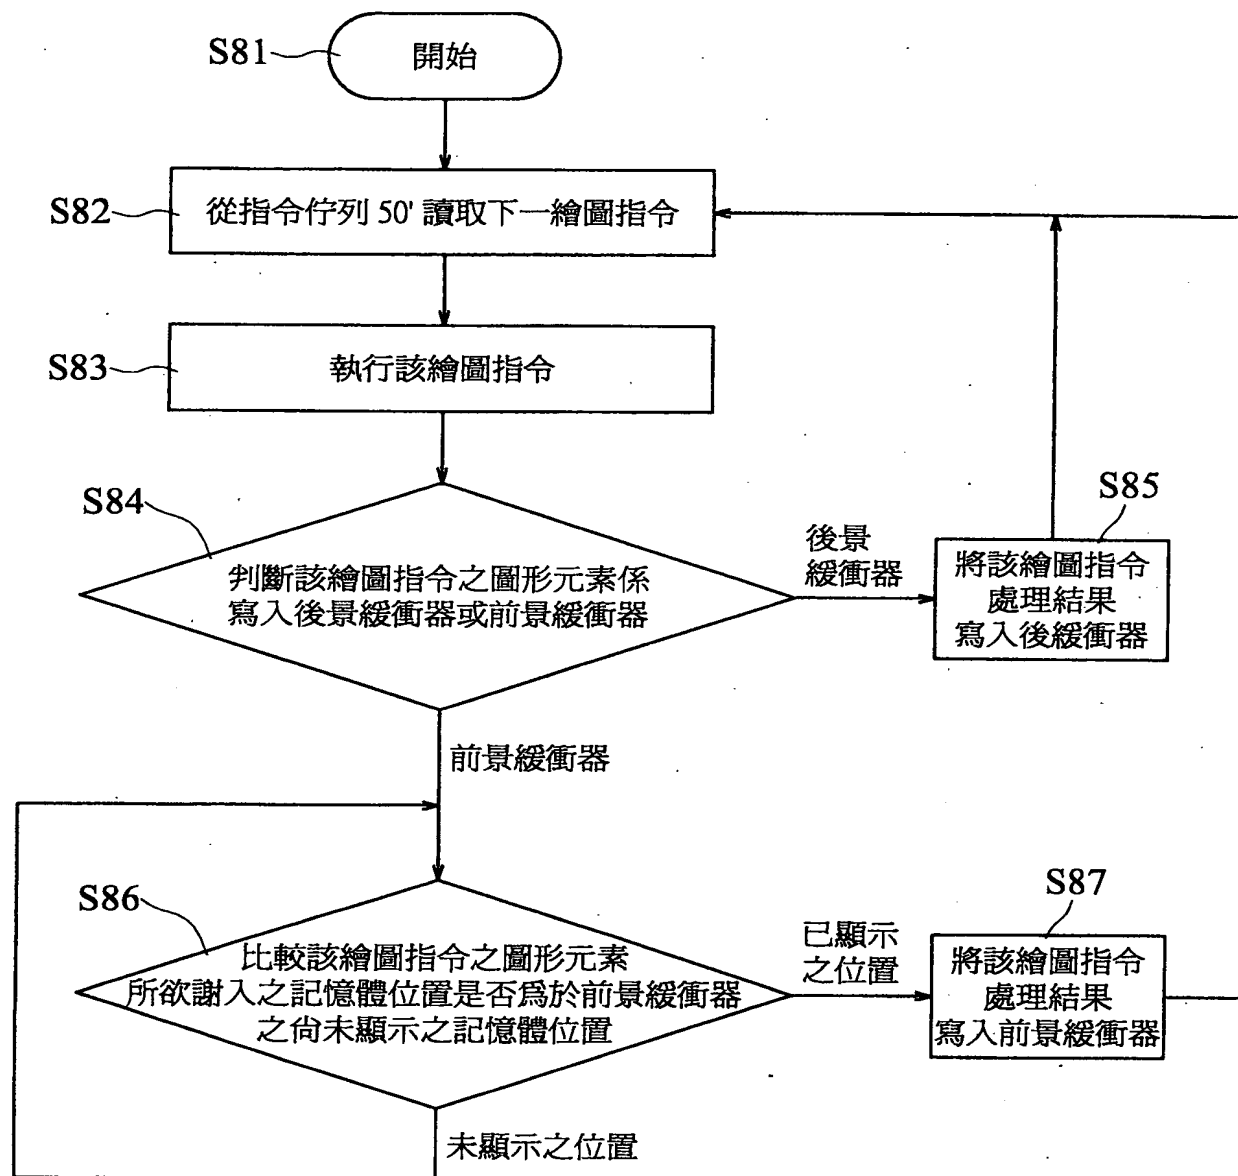 S81
開始
S82
從指令佇列 50' 讀取下一繪圖指令
S83
執行該繪圖指令
S84
判斷該繪圖指令之圖形元素係
寫入後景緩衝器或前景緩衝器
後景
緩衝器
S85
將該繪圖指令
處理結果
寫入後緩衝器
前景緩衝器
S86
比較該繪圖指令之圖形元素
所欲謝入之記憶體位置是否爲於前景緩衝器
之尙未顯示之記憶體位置
已顯示
之位置
S87
將該繪圖指令
處理結果
寫入前景緩衝器
未顯示之位置